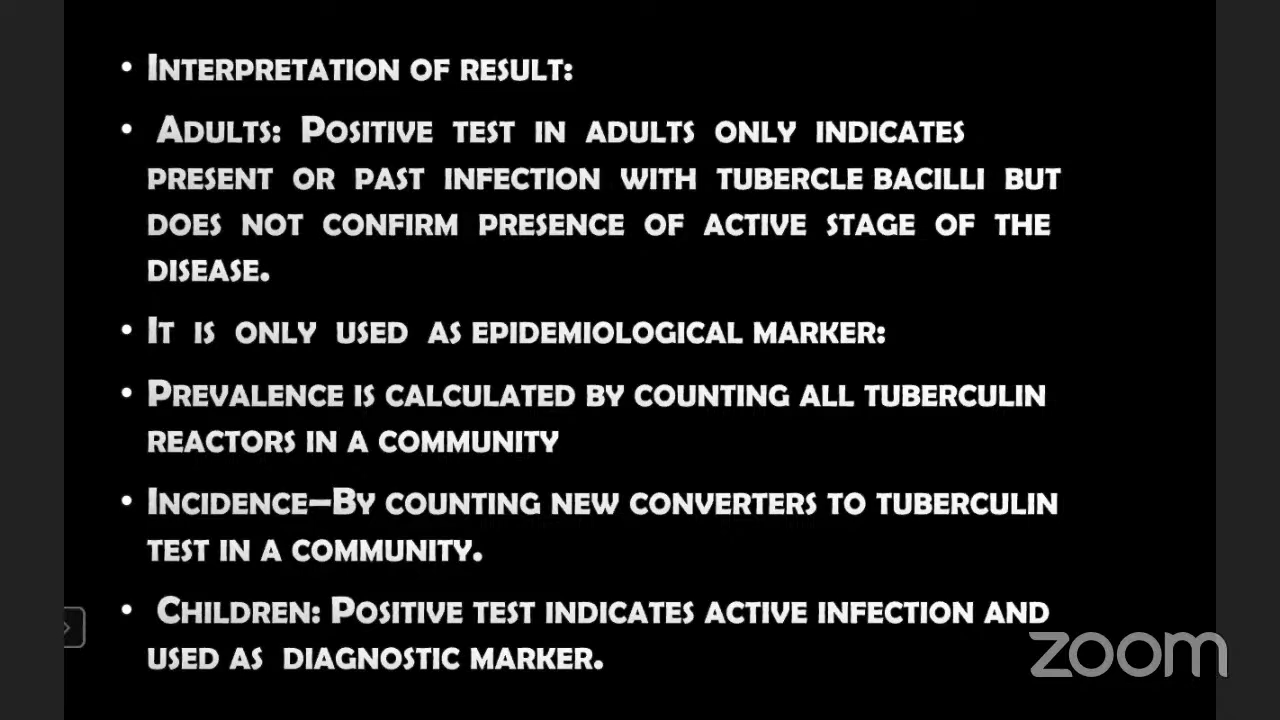 • Interpretation of result:
• Adults: Positive test in adults only indicates
present or past infection with tubercle bacilli but
does not confirm presence of active stage of the
disease.
• It is only used as epidemiological marker:
• Prevalence is calculated by counting all tuberculin
reactors in a community
• Incidence–By counting new converters to tuberculin
test in a community.
• Children: Positive test indicates active infection and
used as diagnostic marker.
zoom